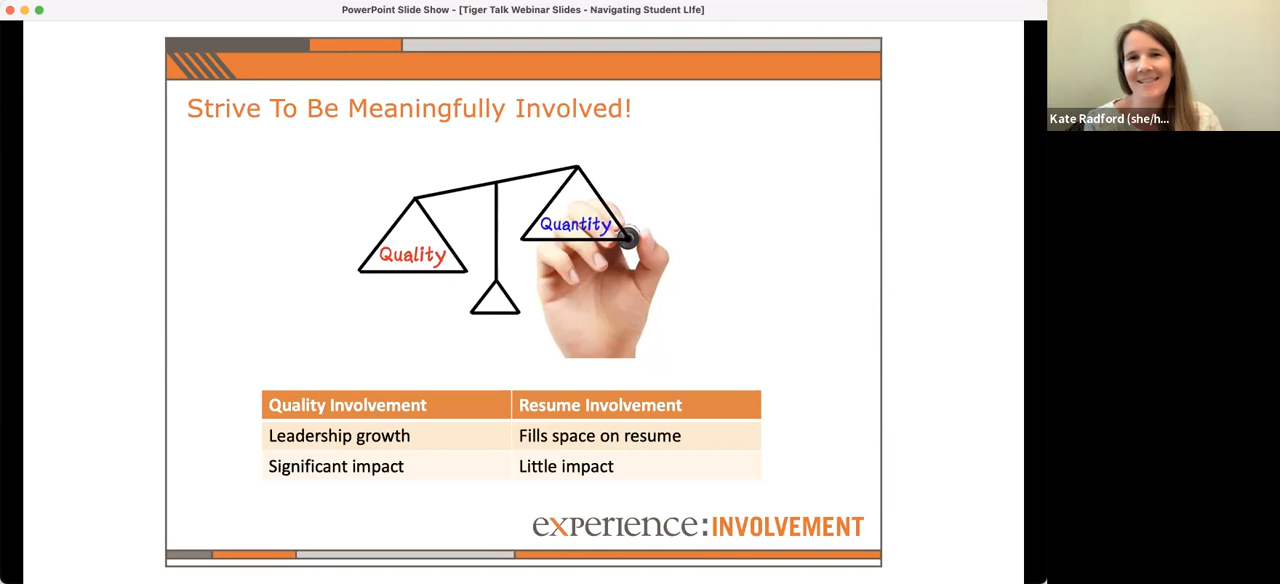 PowerPoint Slide Show - [Tiger Talk Webinar Slides - Navigating Student LIfe]
Kate Radford (she/h...
Strive To Be Meaningfully Involved!
Quantity
Quality
Quality Involvement Resume Involvement
Leadership growth Fills space on resume
Significant impact Little impact
experience:INVOLVEMENT